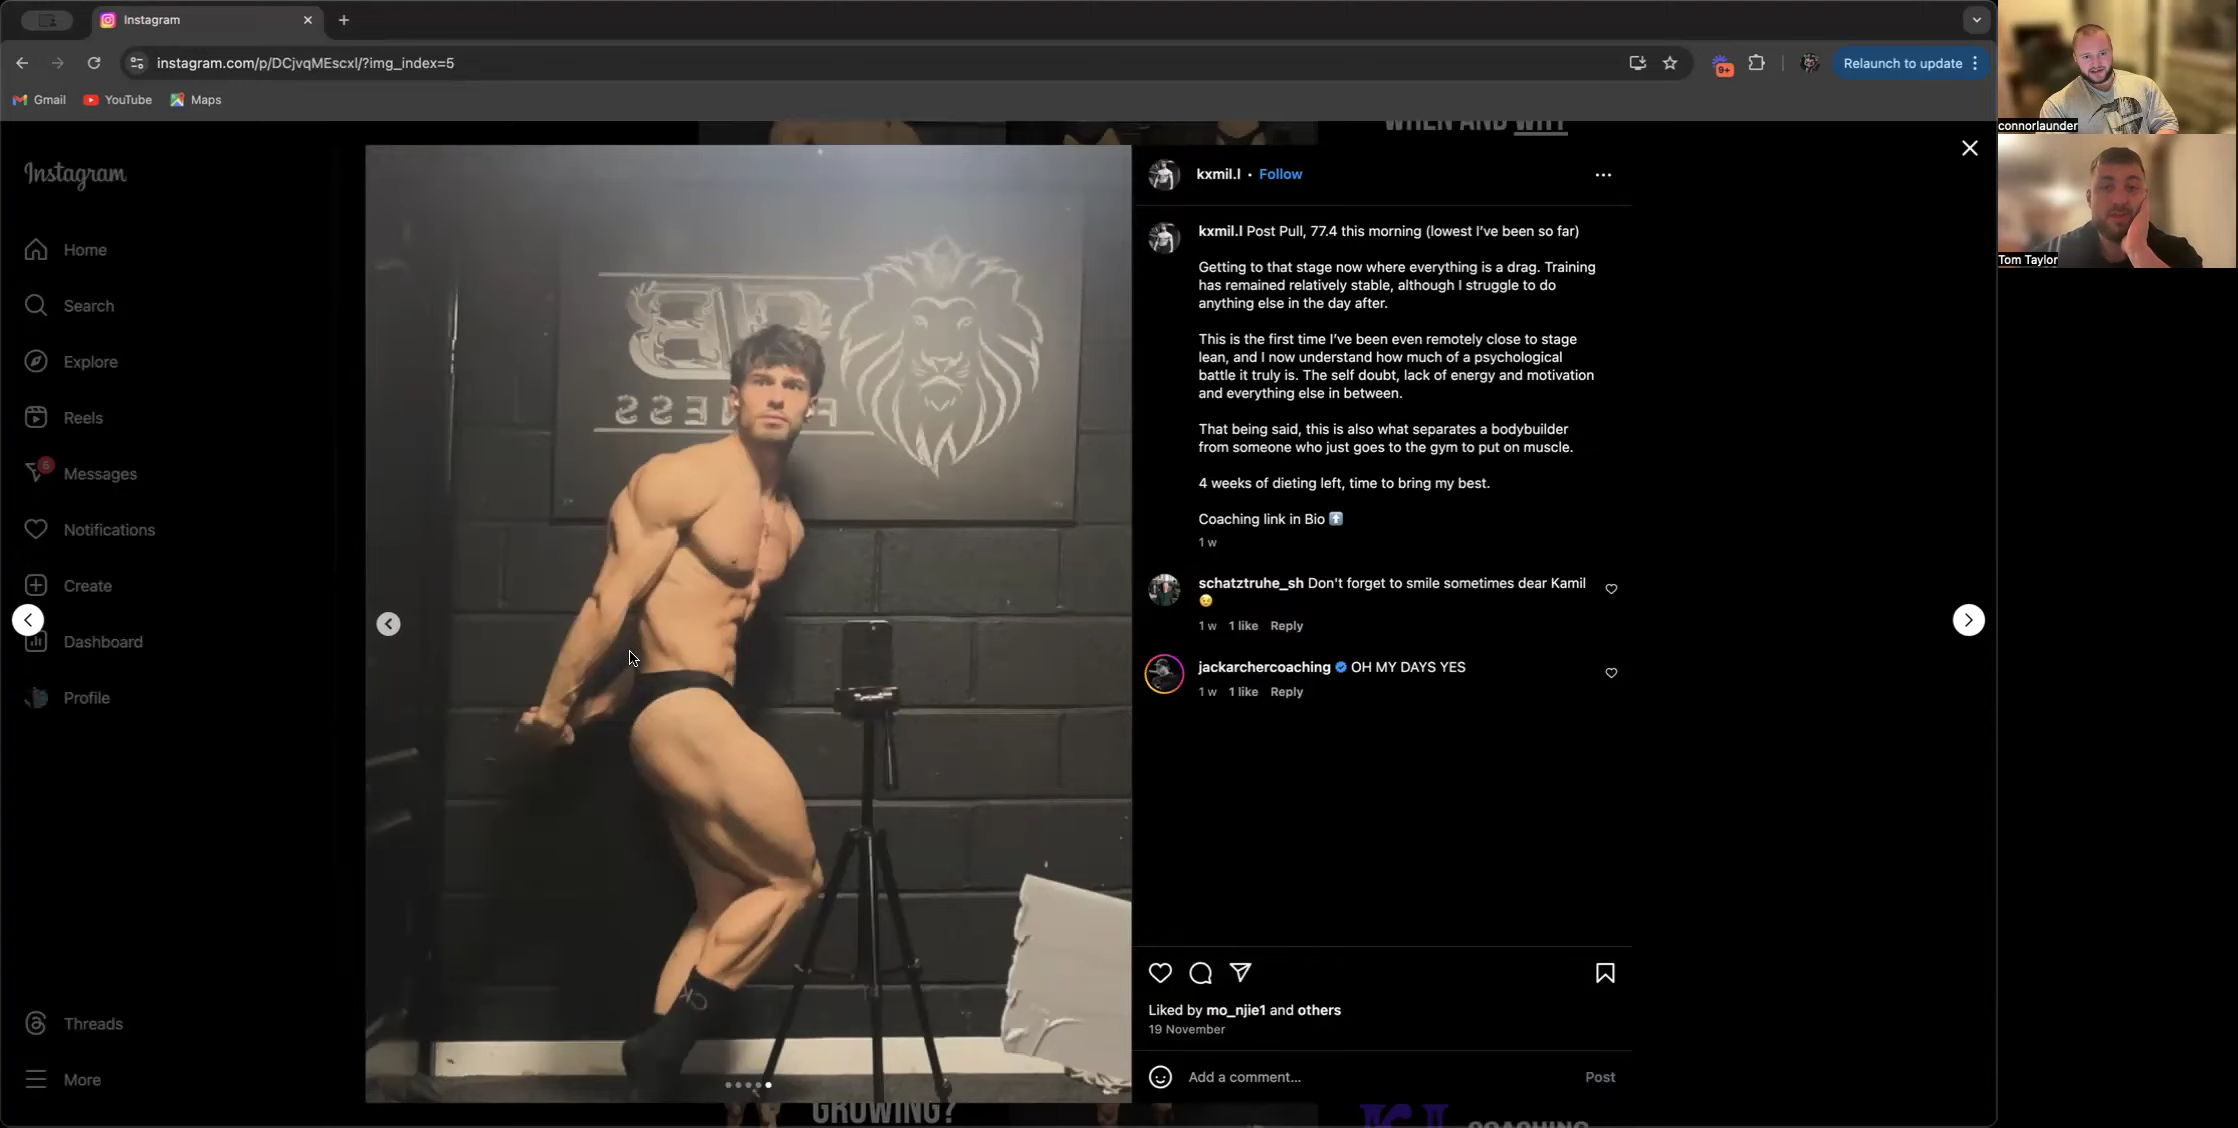 Instagram
instagram.com/p/DCjvqMEscxl/?img_index=5
9+
Relaunch to update
Gmail
YouTube
Maps
connorlaunder
Tom Taylor
WHEN AND WHY
Instagram
Home
Search
Explore
Reels
6
Messages
Notifications
Create
Dashboard
Profile
Threads
More
FITNESS
CK
kxmil.l • Follow
kxmil.l Post Pull, 77.4 this morning (lowest I've been so far)
Getting to that stage now where everything is a drag. Training
has remained relatively stable, although I struggle to do
anything else in the day after.
This is the first time I've been even remotely close to stage
lean, and I now understand how much of a psychological
battle it truly is. The self doubt, lack of energy and motivation
and everything else in between.
That being said, this is also what separates a bodybuilder
from someone who just goes to the gym to put on muscle.
4 weeks of dieting left, time to bring my best.
Coaching link in Bio ⬆️
1 w
schatztruhe_sh Don't forget to smile sometimes dear Kamil
😉
1 w 1 like Reply
jackarchercoaching OH MY DAYS YES
1 w 1 like Reply
Liked by mo_njie1 and others
19 November
Add a comment...
Post
GROWING?
COACHING